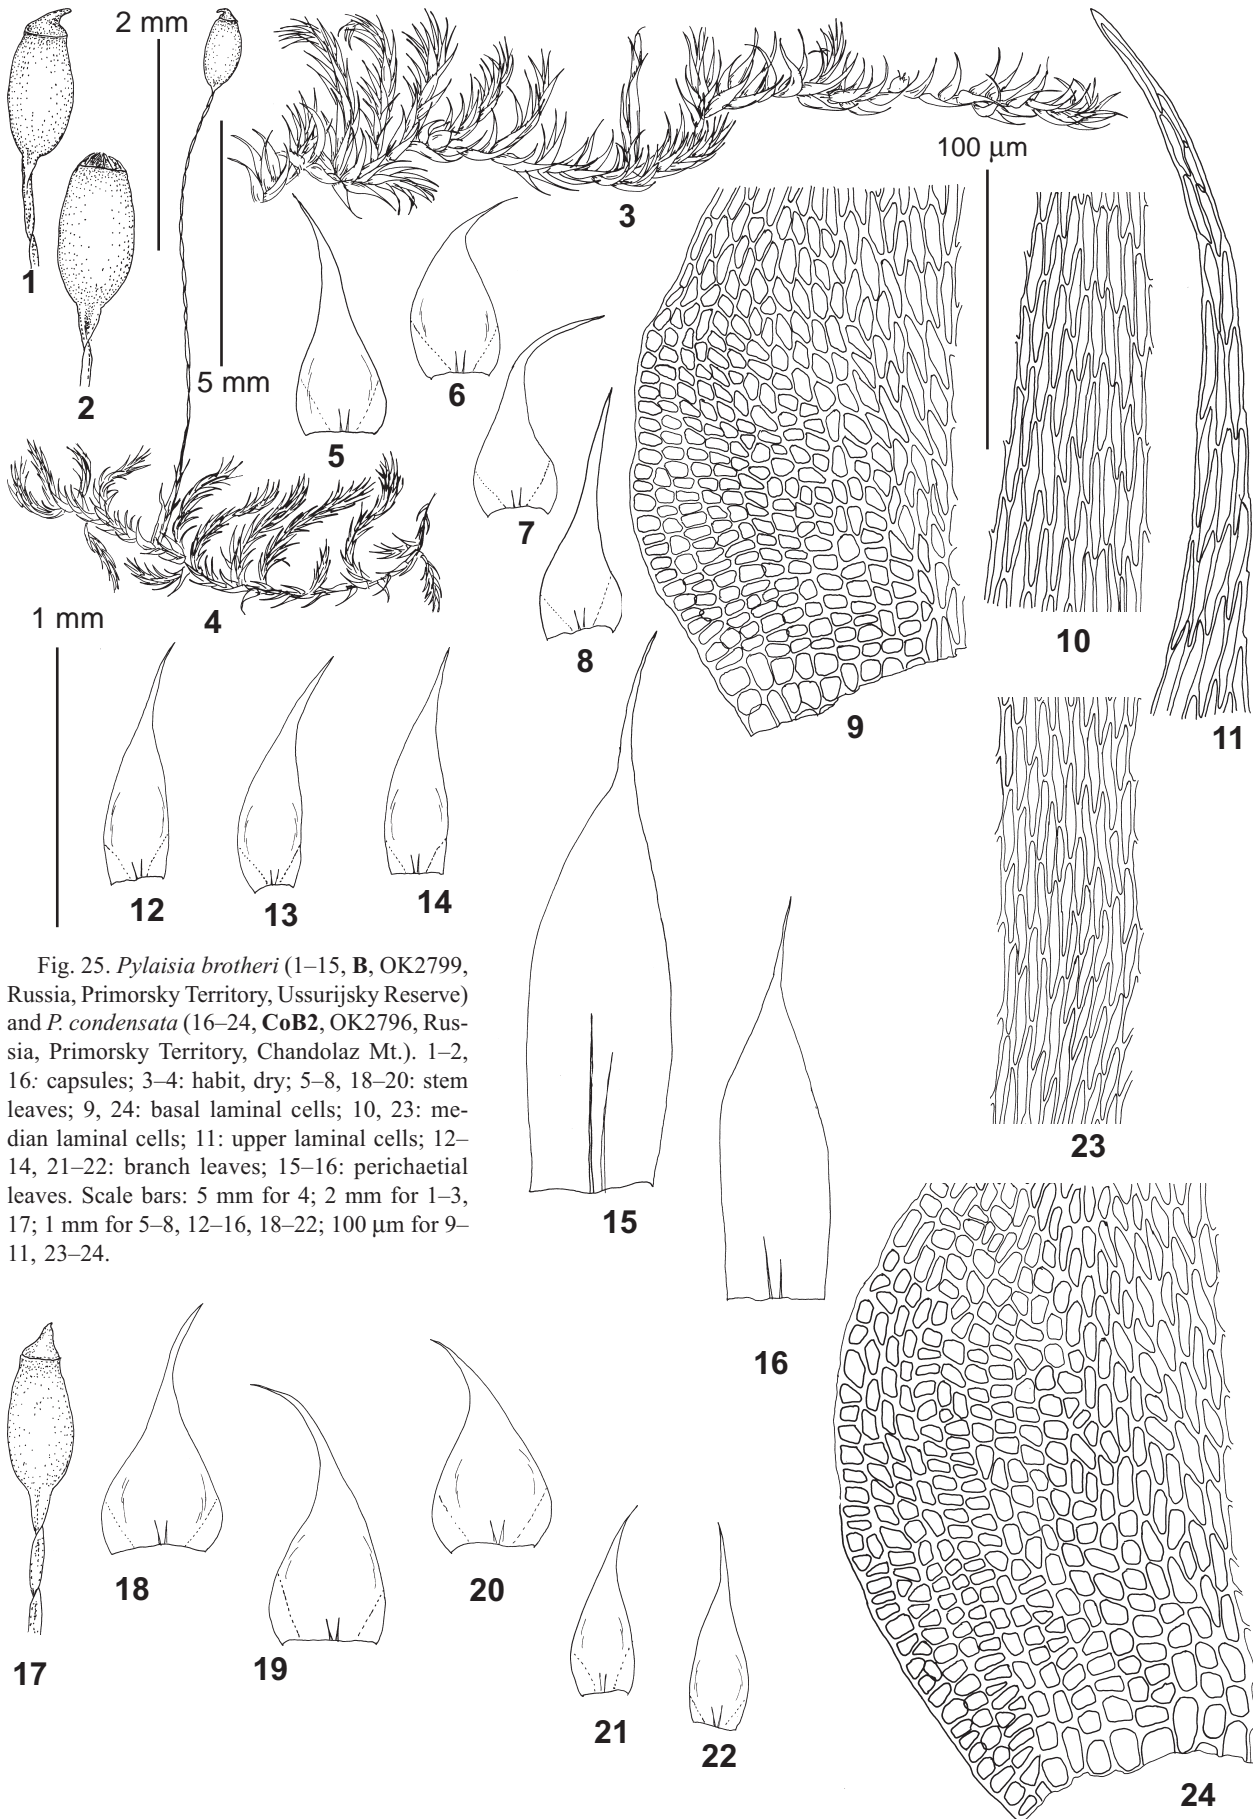 2 mm
1
2
5 mm
3
100 µm
4
5
6
7
8
9
10
11
1 mm
12
13
14
Fig. 25. Pylaisia brotheri (1–15, B, OK2799,
Russia, Primorsky Territory, Ussurijsky Reserve)
and P. condensata (16–24, CoB2, OK2796, Rus-
sia, Primorsky Territory, Chandolaz Mt.). 1–2,
16: capsules; 3–4: habit, dry; 5–8, 18–20: stem
leaves; 9, 24: basal laminal cells; 10, 23: me-
dian laminal cells; 11: upper laminal cells; 12–
14, 21–22: branch leaves; 15–16: perichaetial
leaves. Scale bars: 5 mm for 4; 2 mm for 1–3,
17; 1 mm for 5–8, 12–16, 18–22; 100 µm for 9–
11, 23–24.
15
16
23
17
18
19
20
21
22
24